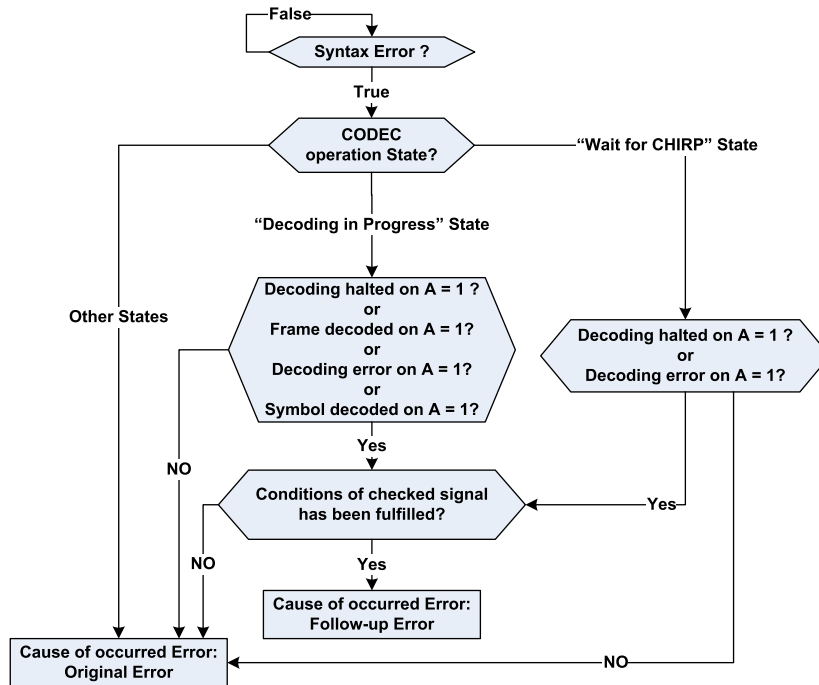 False
Syntax Error ?
True
CODEC
operation State?
“Wait for CHIRP” State
“Decoding in Progress” State
Other States
Decoding halted on A = 1 ?
or
Frame decoded on A = 1?
or
Decoding error on A = 1?
or
Symbol decoded on A = 1?
Decoding halted on A = 1 ?
or
Decoding error on A = 1?
Yes
NO
Conditions of checked signal
has been fulfilled?
Yes
NO
Yes
Cause of occurred Error:
Follow-up Error
Cause of occurred Error:
Original Error
NO